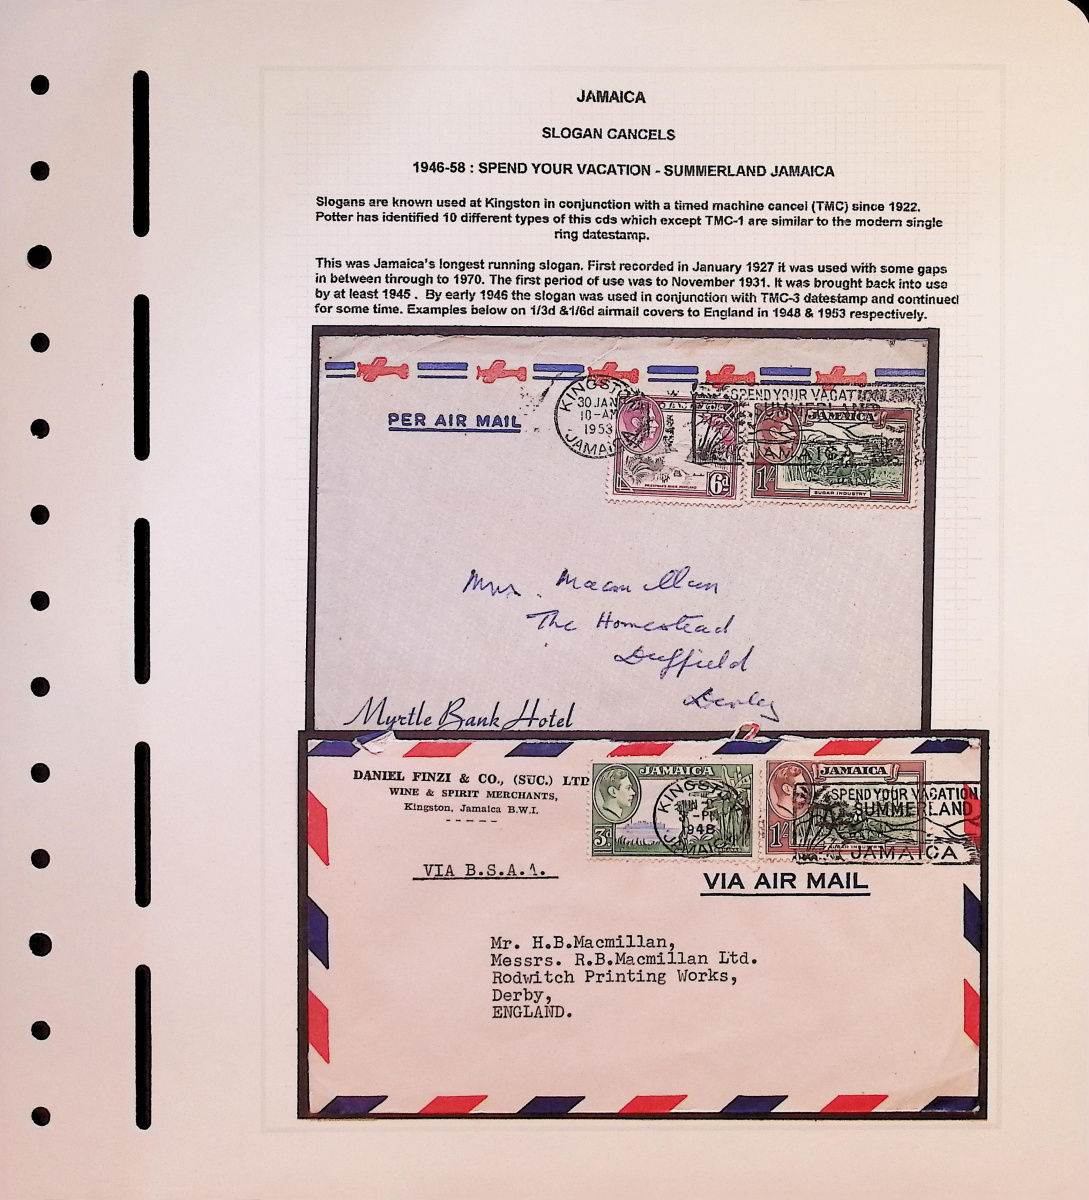 JAMAICA
SLOGAN CANCELS
1946-58 : SPEND YOUR VACATION - SUMMERLAND JAMAICA
Slogans are known used at Kingston in conjunction with a timed machine cancel (TMC) since 1922.
Potter has identified 10 different types of this cds which except TMC-1 are similar to the modern single
ring datestamp.
This was Jamaica's longest running slogan. First recorded in January 1927 it was used with some gaps
in between through to 1970. The first period of use was to November 1931. It was brought back into use
by at least 1945 . By early 1946 the slogan was used in conjunction with TMC-3 datestamp and continued
for some time. Examples below on 1/3d &1/6d airmail covers to England in 1948 & 1953 respectively.
PER AIR MAIL
KINGSTON
30 JAN
10-AM
1953
JAMAICA
6d
SPEND YOUR VACATION
SUMMERLAND
JAMAICA
JAMAICA
1/-
SUGAR INDUSTRY
Mrs. Macmillan
The Homestead
Duffield
Derby
Myrtle Bank Hotel
DANIEL FINZI & CO., (SUC.) LTD
WINE & SPIRIT MERCHANTS,
Kingston, Jamaica B.W.I.
VIA B.S.A.A.
JAMAICA
3d
KINGSTON
-PM
1948
JAMAICA
JAMAICA
1/-
SPEND YOUR VACATION
SUMMERLAND
JAMAICA
VIA AIR MAIL
Mr. H.B.Macmillan,
Messrs. R.B.Macmillan Ltd.
Rodwitch Printing Works,
Derby,
ENGLAND.